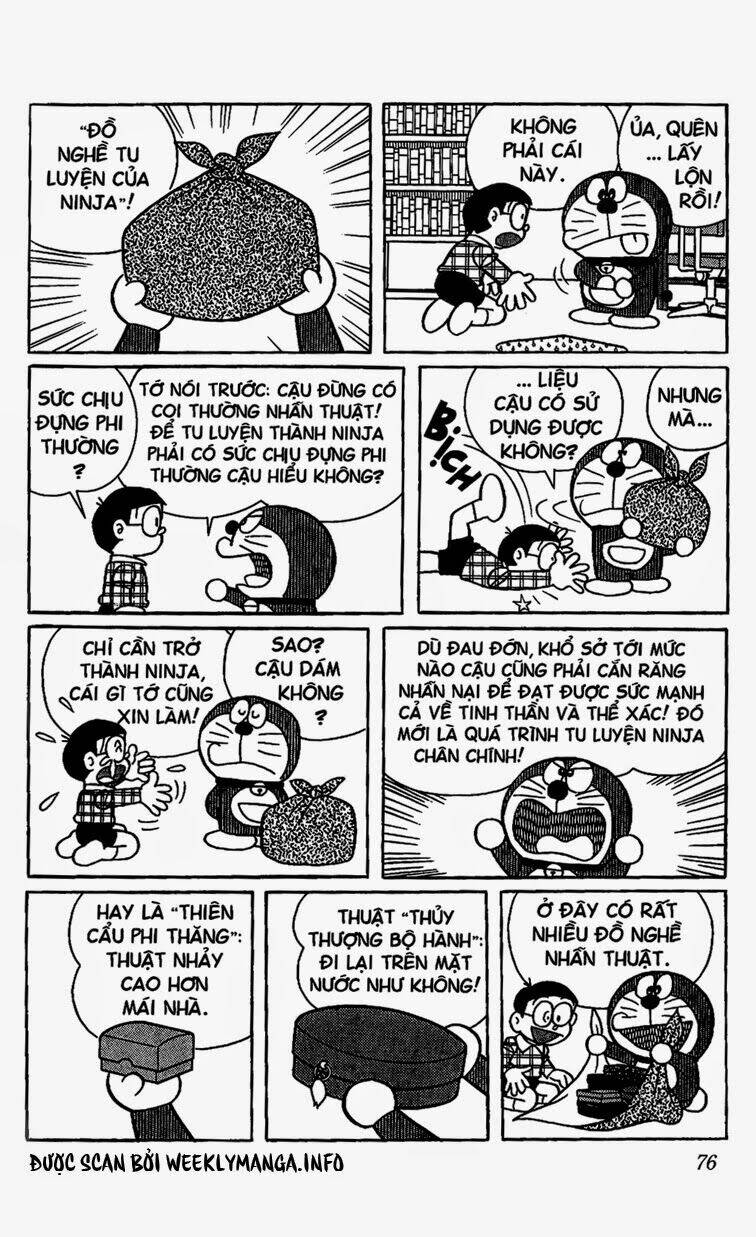 ỦA, QUÊN
... LẤY
LỘN
RỒI!
KHÔNG
PHẢI CÁI
NÀY.
"ĐỒ
NGHỀ TU
LUYỆN CỦA
NINJA"!
NHƯNG
MÀ...
... LIỆU
CẬU CÓ SỬ
DỤNG ĐƯỢC
KHÔNG?
BỊCH
TỚ NÓI TRƯỚC: CẬU ĐỪNG CÓ
COI THƯỜNG NHẪN THUẬT!
ĐỂ TU LUYỆN THÀNH NINJA
PHẢI CÓ SỨC CHỊU ĐỰNG PHI
THƯỜNG CẬU HIỂU KHÔNG?
SỨC CHỊU
ĐỰNG PHI
THƯỜNG
?
DÙ ĐAU ĐỚN, KHỔ SỞ TỚI MỨC
NÀO CẬU CŨNG PHẢI CẮN RĂNG
NHẪN NẠI ĐỂ ĐẠT ĐƯỢC SỨC MẠNH
CẢ VỀ TINH THẦN VÀ THỂ XÁC! ĐÓ
MỚI LÀ QUÁ TRÌNH TU LUYỆN NINJA
CHÂN CHÍNH!
SAO?
CẬU DÁM
KHÔNG
?
CHỈ CẦN TRỞ
THÀNH NINJA,
CÁI GÌ TỚ CŨNG
XIN LÀM!
Ở ĐÂY CÓ RẤT
NHIỀU ĐỒ NGHỀ
NHẪN THUẬT.
THUẬT "THỦY
THƯỢNG BỘ HÀNH":
ĐI LẠI TRÊN MẶT
NƯỚC NHƯ KHÔNG!
HAY LÀ "THIÊN
CẨU PHI THĂNG":
THUẬT NHẢY
CAO HƠN
MÁI NHÀ.
ĐƯỢC SCAN BỞI WEEKLYMANGA.INFO
76